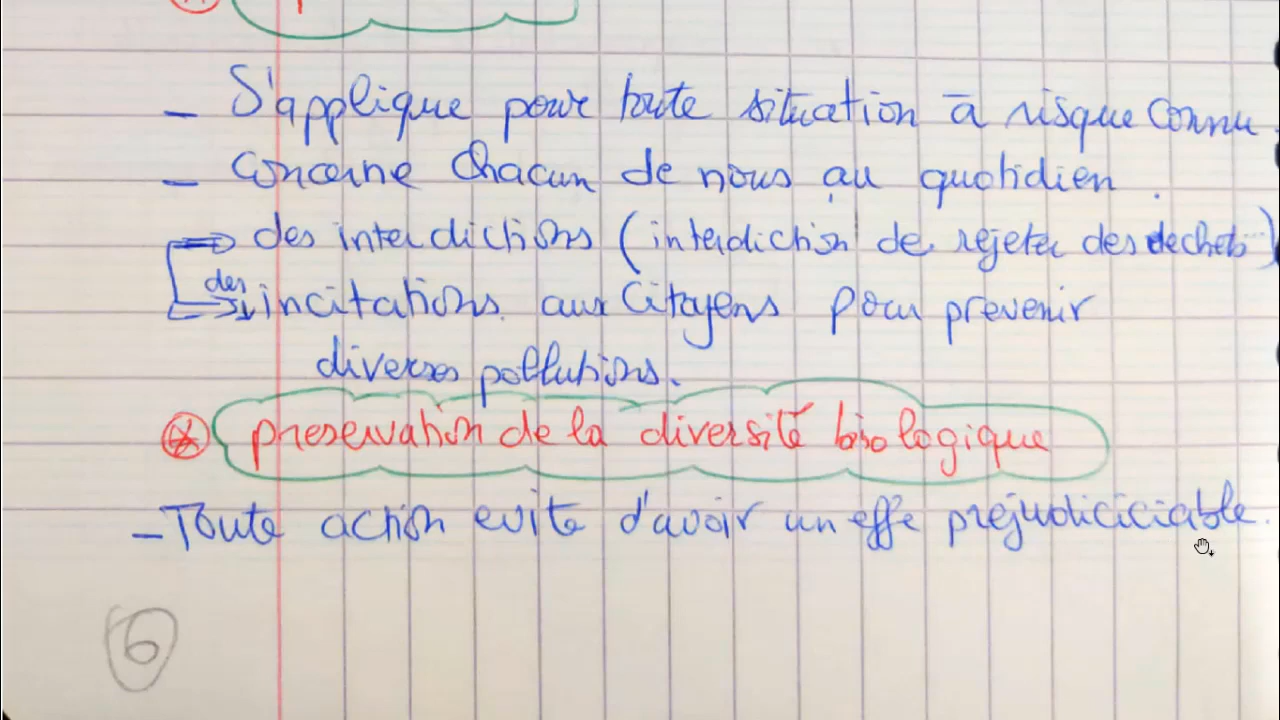 - S'applique pour toute situation à risque connu
- Concerne chacun de nous au quotidien.
des interdictions (interdiction de rejeter des dechets)
des incitations aux Citoyens pour prevenir
diverses pollutions.
preservation de la diversité biologique
- Toute action evite d'avoir un effe prejudiciciable.
6